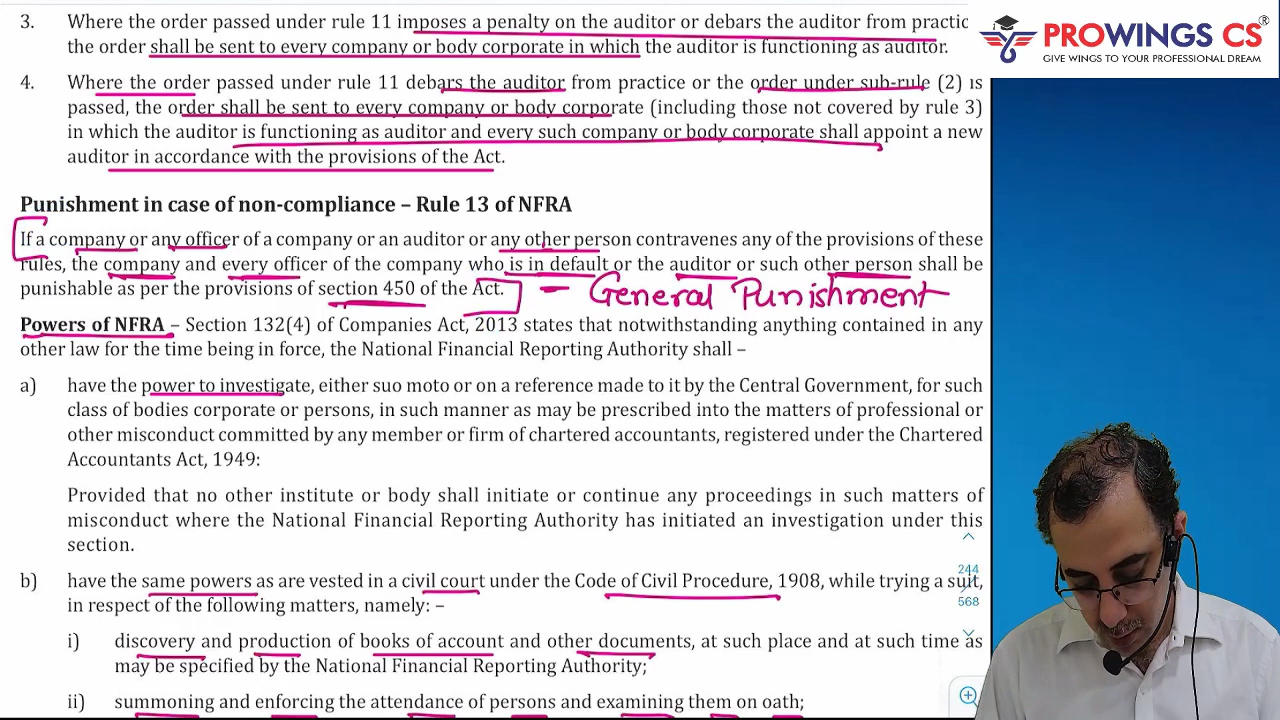 3. Where the order passed under rule 11 imposes a penalty on the auditor or debars the auditor from practic
the order shall be sent to every company or body corporate in which the auditor is functioning as auditor.
4. Where the order passed under rule 11 debars the auditor from practice or the order under sub-rule (2) is
passed, the order shall be sent to every company or body corporate (including those not covered by rule 3)
in which the auditor is functioning as auditor and every such company or body corporate shall appoint a new
auditor in accordance with the provisions of the Act.
Punishment in case of non-compliance – Rule 13 of NFRA
If a company or any officer of a company or an auditor or any other person contravenes any of the provisions of these
rules, the company and every officer of the company who is in default or the auditor or such other person shall be
punishable as per the provisions of section 450 of the Act. – General Punishment
Powers of NFRA – Section 132(4) of Companies Act, 2013 states that notwithstanding anything contained in any
other law for the time being in force, the National Financial Reporting Authority shall –
a) have the power to investigate, either suo moto or on a reference made to it by the Central Government, for such
class of bodies corporate or persons, in such manner as may be prescribed into the matters of professional or
other misconduct committed by any member or firm of chartered accountants, registered under the Chartered
Accountants Act, 1949:
Provided that no other institute or body shall initiate or continue any proceedings in such matters of
misconduct where the National Financial Reporting Authority has initiated an investigation under this
section.
b) have the same powers as are vested in a civil court under the Code of Civil Procedure, 1908, while trying a suit,
in respect of the following matters, namely: –
i) discovery and production of books of account and other documents, at such place and at such time as
may be specified by the National Financial Reporting Authority;
ii) summoning and enforcing the attendance of persons and examining them on oath;
PROWINGS CS
GIVE WINGS TO YOUR PROFESSIONAL DREAM
244
568